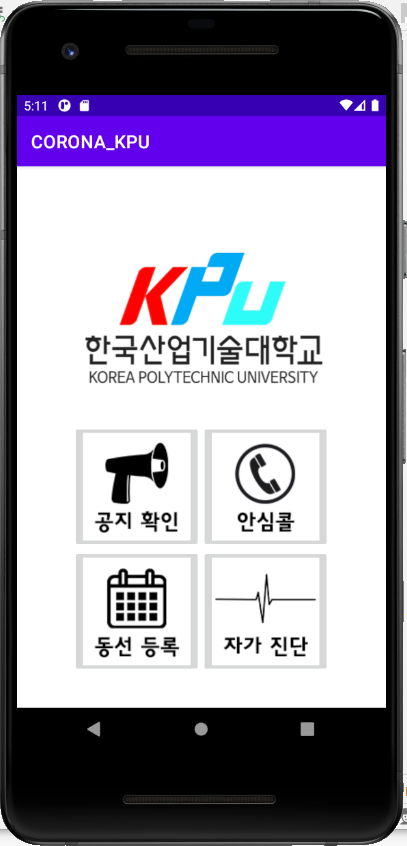 5:11
CORONA_KPU
KPU
한국산업기술대학교
KOREA POLYTECHNIC UNIVERSITY
공지 확인
안심콜
동선 등록
자가 진단